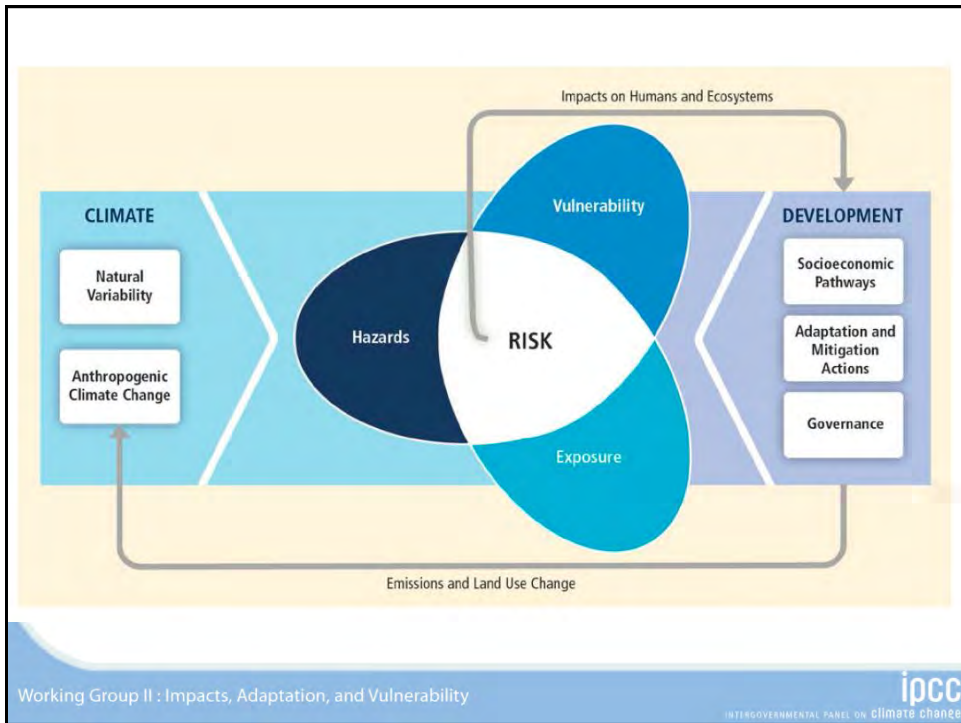 Impacts on Humans and Ecosystems
CLIMATE
Natural
Variability
Anthropogenic
Climate Change
Vulnerability
Hazards
RISK
Exposure
DEVELOPMENT
Socioeconomic
Pathways
Adaptation and
Mitigation
Actions
Governance
Emissions and Land Use Change
Working Group II : Impacts, Adaptation, and Vulnerability
ipcc
INTERGOVERNMENTAL PANEL ON climate change